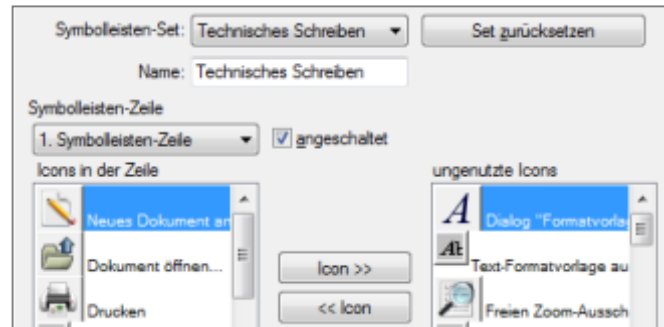 Symbolleisten-Set: Technisches Schreiben Set zurücksetzen
Name: Technisches Schreiben
Symbolleisten-Zeile
1. Symbolleisten-Zeile angeschaltet
Icons in der Zeile ungenutzte Icons
Neues Dokument an A Dialog "Formatvorla
Dokument öffnen... Text-Formatvorlage au
Icon >>
Drucken Freien Zoom-Aussch
<< Icon